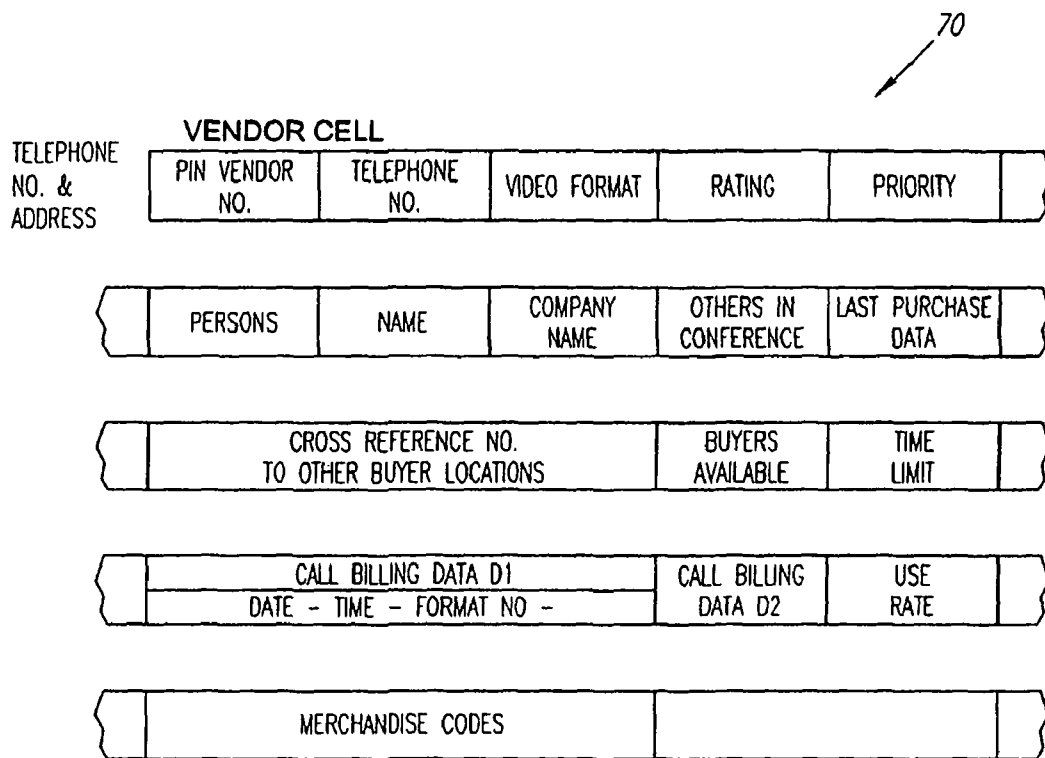 70
VENDOR CELL
TELEPHONE
NO. &
ADDRESS
PIN VENDOR
NO.
TELEPHONE
NO.
VIDEO FORMAT
RATING
PRIORITY
PERSONS
NAME
COMPANY
NAME
OTHERS IN
CONFERENCE
LAST PURCHASE
DATA
CROSS REFERENCE NO.
TO OTHER BUYER LOCATIONS
BUYERS
AVAILABLE
TIME
LIMIT
CALL BILLING DATA D1
DATE - TIME - FORMAT NO -
CALL BILLING
DATA D2
USE
RATE
MERCHANDISE CODES